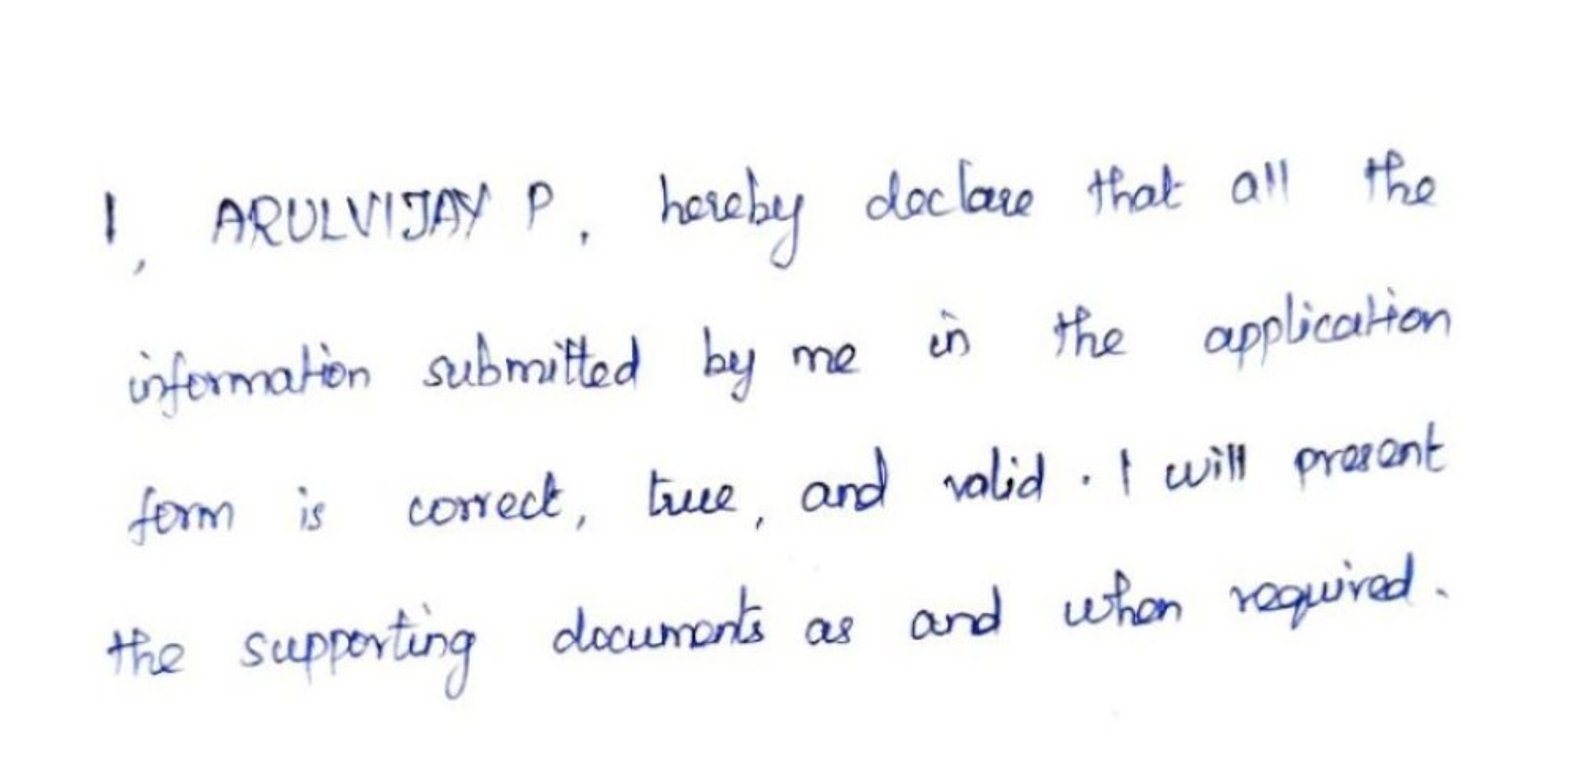 I, ARULVIJAY P, hereby declare that all the
information submitted by me in the application
form is correct, true, and valid. I will present
the supporting documents as and when required.